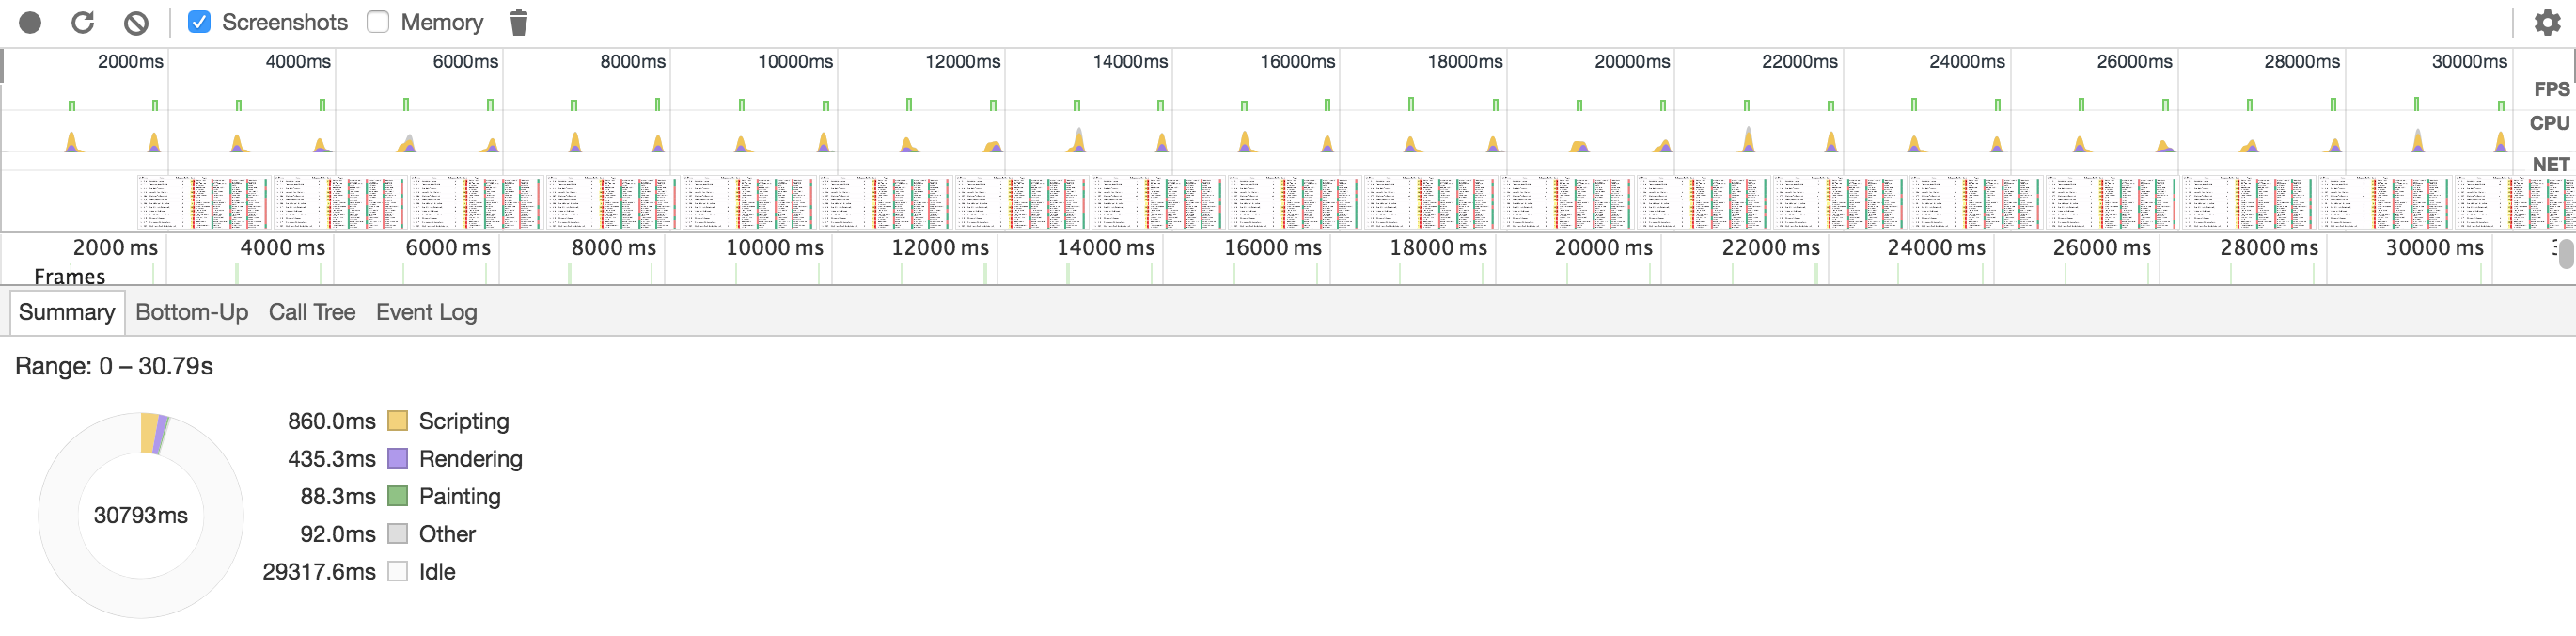 Screenshots Memory
2000ms 4000ms 6000ms 8000ms 10000ms 12000ms 14000ms 16000ms 18000ms 20000ms 22000ms 24000ms 26000ms 28000ms 30000ms
FPS
CPU
NET
2000 ms 4000 ms 6000 ms 8000 ms 10000 ms 12000 ms 14000 ms 16000 ms 18000 ms 20000 ms 22000 ms 24000 ms 26000 ms 28000 ms 30000 ms
Frames
Summary Bottom-Up Call Tree Event Log
Range: 0 – 30.79s
860.0ms Scripting
435.3ms Rendering
30793ms
88.3ms Painting
92.0ms Other
29317.6ms Idle